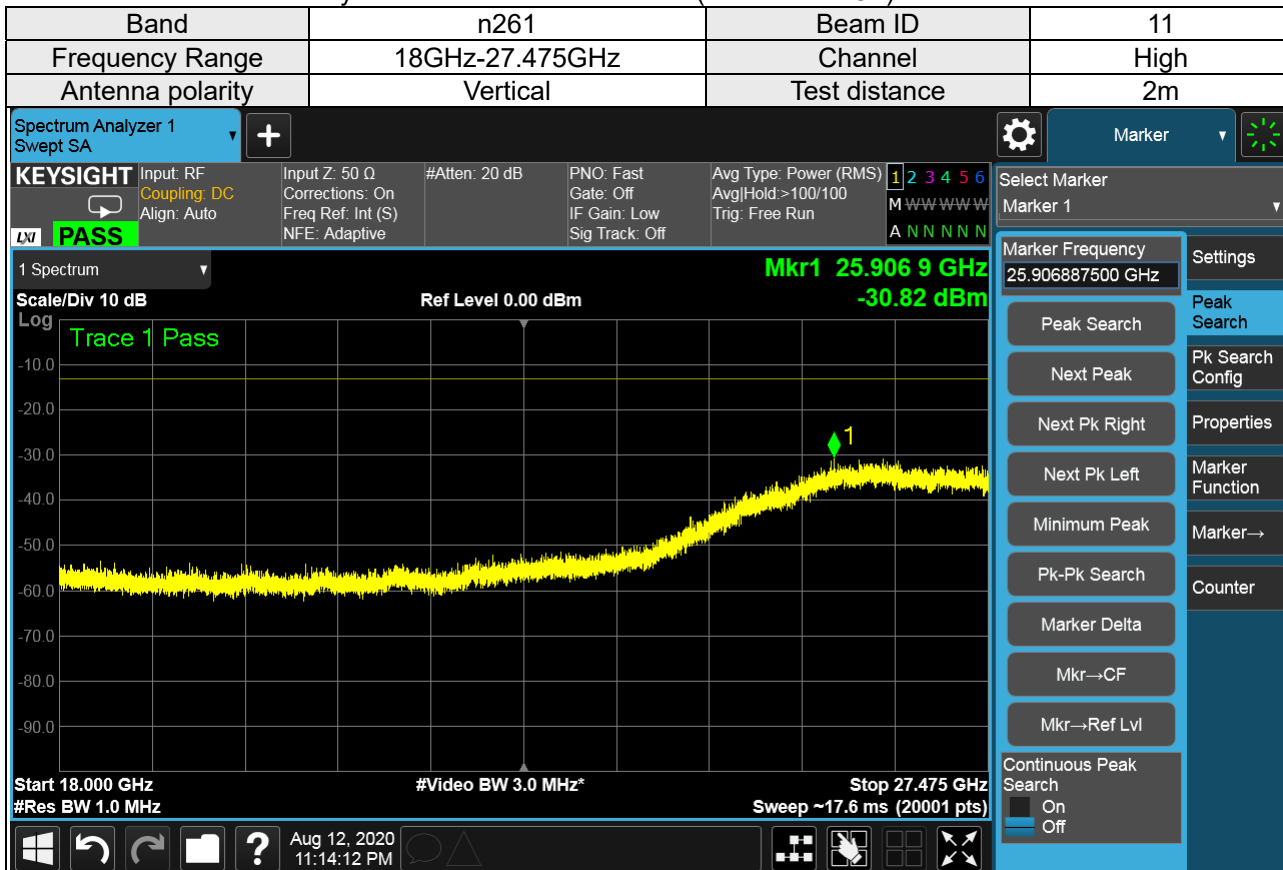 Band n261 Beam ID 11
Frequency Range 18GHz-27.475GHz Channel High
Antenna polarity Vertical Test distance 2m
Spectrum Analyzer 1
Swept SA
+
Marker
KEYSIGHT
LXI PASS
Input: RF
Coupling: DC
Align: Auto
Input Z: 50 Ω
Corrections: On
Freq Ref: Int (S)
NFE: Adaptive
#Atten: 20 dB
PNO: Fast
Gate: Off
IF Gain: Low
Sig Track: Off
Avg Type: Power (RMS)
Avg|Hold:>100/100
Trig: Free Run
1 2 3 4 5 6
M W W W W W
A N N N N N
Select Marker
Marker 1
1 Spectrum
Mkr1 25.906 9 GHz
-30.82 dBm
Scale/Div 10 dB
Ref Level 0.00 dBm
Log
Trace 1 Pass
1
-10.0
-20.0
-30.0
-40.0
-50.0
-60.0
-70.0
-80.0
-90.0
Start 18.000 GHz
#Video BW 3.0 MHz*
Stop 27.475 GHz
#Res BW 1.0 MHz
Sweep ~17.6 ms (20001 pts)
Marker Frequency
25.906887500 GHz
Peak Search
Next Peak
Next Pk Right
Next Pk Left
Minimum Peak
Pk-Pk Search
Marker Delta
Mkr→CF
Mkr→Ref Lvl
Continuous Peak
Search
On
Off
Settings
Peak
Search
Pk Search
Config
Properties
Marker
Function
Marker→
Counter
?
Aug 12, 2020
11:14:12 PM